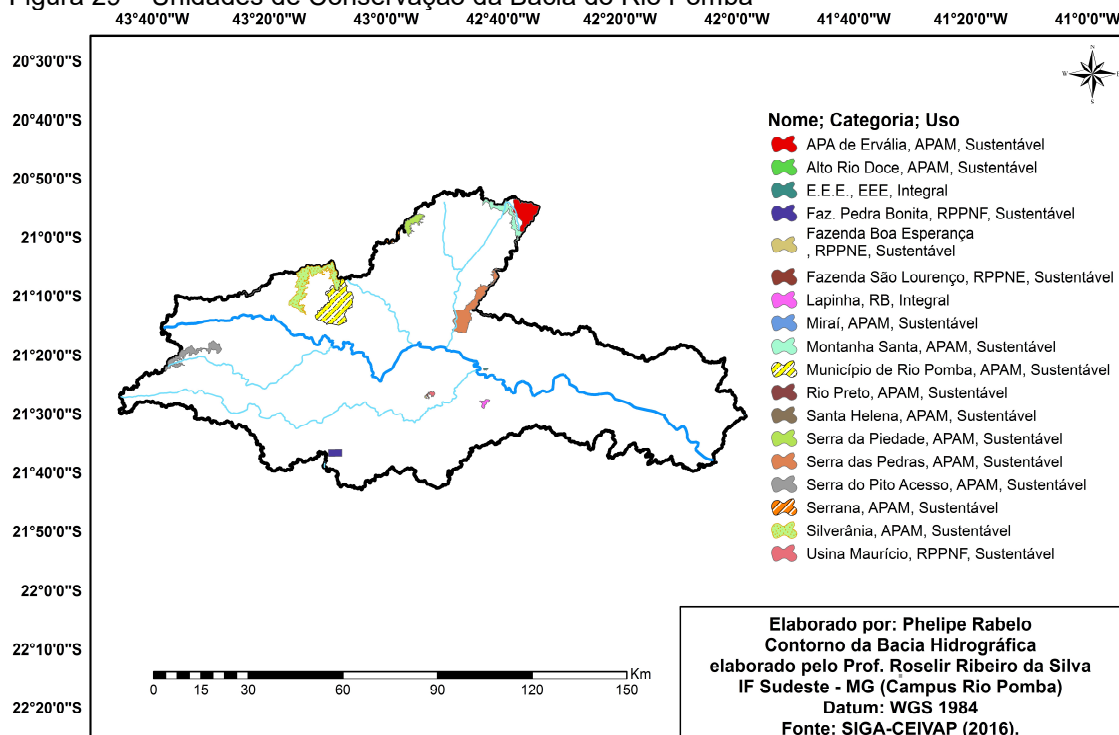 Figura 29 – Unidades de Conservação da Bacia do Rio Pomba
43°40'0"W 43°20'0"W 43°00'0"W 42°40'0"W 42°20'0"W 42°0'0"W 41°40'0"W 41°20'0"W 41°0'0"W
20°30'0"S
20°40'0"S
20°50'0"S
21°0'0"S
21°10'0"S
21°20'0"S
21°30'0"S
21°40'0"S
21°50'0"S
22°0'0"S
22°10'0"S
22°20'0"S
N
W E
S
Nome; Categoria; Uso
APA de Ervália, APAM, Sustentável
Alto Rio Doce, APAM, Sustentável
E.E.E., EEE, Integral
Faz. Pedra Bonita, RPPNF, Sustentável
Fazenda Boa Esperança
, RPPNE, Sustentável
Fazenda São Lourenço, RPPNE, Sustentável
Lapinha, RB, Integral
Miraí, APAM, Sustentável
Montanha Santa, APAM, Sustentável
Município de Rio Pomba, APAM, Sustentável
Rio Preto, APAM, Sustentável
Santa Helena, APAM, Sustentável
Serra da Piedade, APAM, Sustentável
Serra das Pedras, APAM, Sustentável
Serra do Pito Acesso, APAM, Sustentável
Serrana, APAM, Sustentável
Silverânia, APAM, Sustentável
Usina Maurício, RPPNF, Sustentável
Km
0 15 30 60 90 120 150
Elaborado por: Phelipe Rabelo
Contorno da Bacia Hidrográfica
elaborado pelo Prof. Roselir Ribeiro da Silva
IF Sudeste - MG (Campus Rio Pomba)
Datum: WGS 1984
Fonte: SIGA-CEIVAP (2016).